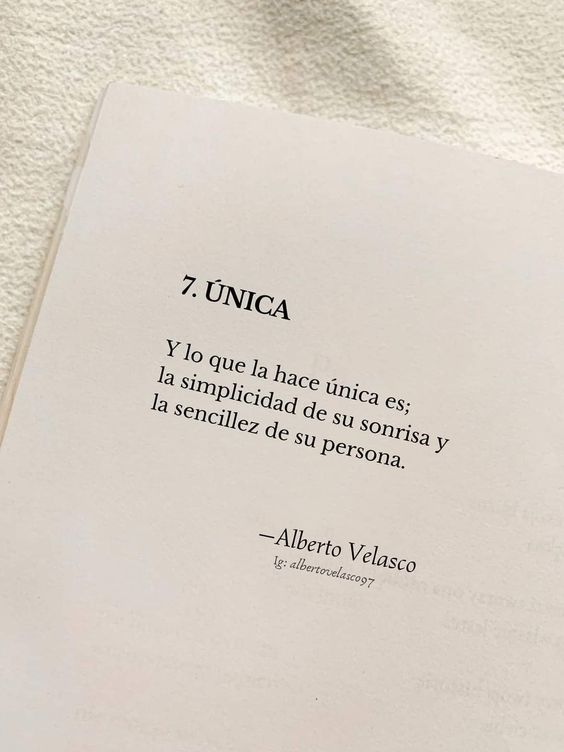 7. ÚNICA
Y lo que la hace única es;
la simplicidad de su sonrisa y
la sencillez de su persona.
—Alberto Velasco
Ig: albertovelasco97